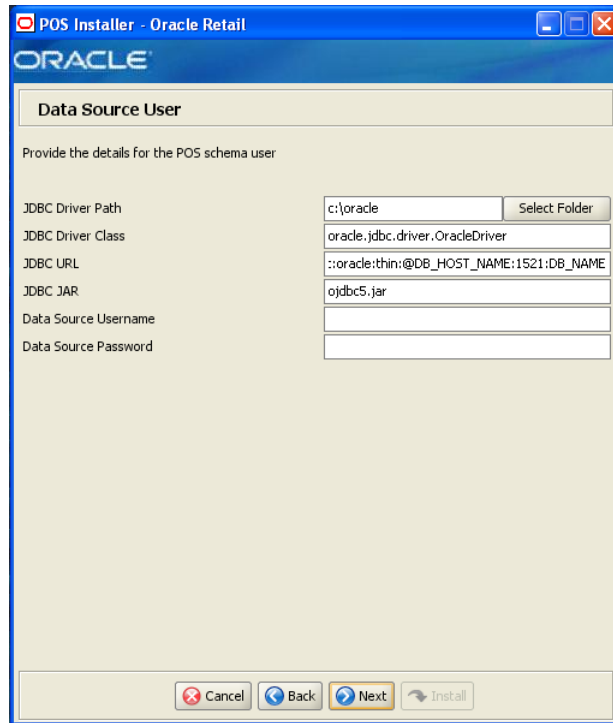 POS Installer - Oracle Retail
ORACLE
Data Source User
Provide the details for the POS schema user
JDBC Driver Path c:\oracle Select Folder
JDBC Driver Class oracle.jdbc.driver.OracleDriver
JDBC URL ::oracle:thin:@DB_HOST_NAME:1521:DB_NAME
JDBC JAR ojdbc5.jar
Data Source Username
Data Source Password
Cancel Back Next Install